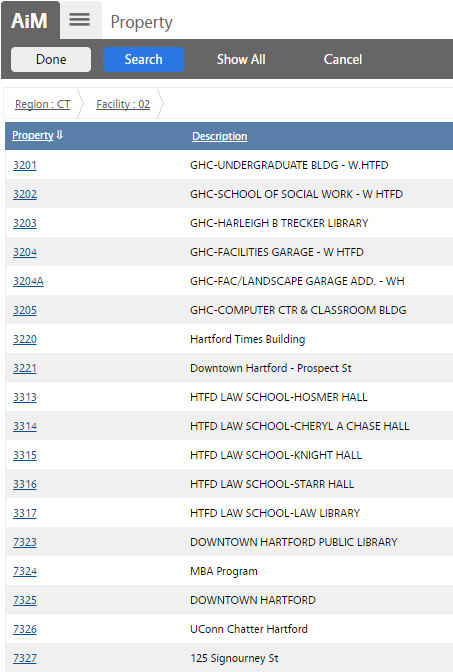 AiM Property
Done Search Show All Cancel
Region : CT Facility : 02
Property⇓ Description
3201 GHC-UNDERGRADUATE BLDG - W.HTFD
3202 GHC-SCHOOL OF SOCIAL WORK - W HTFD
3203 GHC-HARLEIGH B TRECKER LIBRARY
3204 GHC-FACILITIES GARAGE - W HTFD
3204A GHC-FAC/LANDSCAPE GARAGE ADD. - WH
3205 GHC-COMPUTER CTR & CLASSROOM BLDG
3220 Hartford Times Building
3221 Downtown Hartford - Prospect St
3313 HTFD LAW SCHOOL-HOSMER HALL
3314 HTFD LAW SCHOOL-CHERYL A CHASE HALL
3315 HTFD LAW SCHOOL-KNIGHT HALL
3316 HTFD LAW SCHOOL-STARR HALL
3317 HTFD LAW SCHOOL-LAW LIBRARY
7323 DOWNTOWN HARTFORD PUBLIC LIBRARY
7324 MBA Program
7325 DOWNTOWN HARTFORD
7326 UConn Chatter Hartford
7327 125 Signourney St